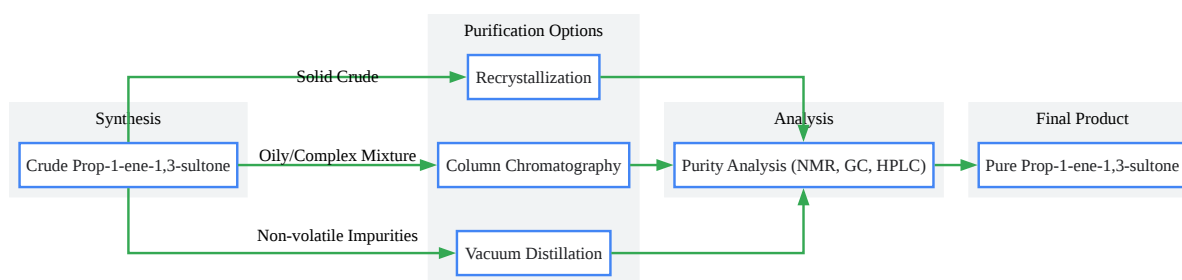 Purification Options
Solid Crude
Recrystallization
Synthesis
Analysis
Final Product
Crude Prop-1-ene-1,3-sultone
Oily/Complex Mixture
Column Chromatography
Purity Analysis (NMR, GC, HPLC)
Pure Prop-1-ene-1,3-sultone
Non-volatile Impurities
Vacuum Distillation